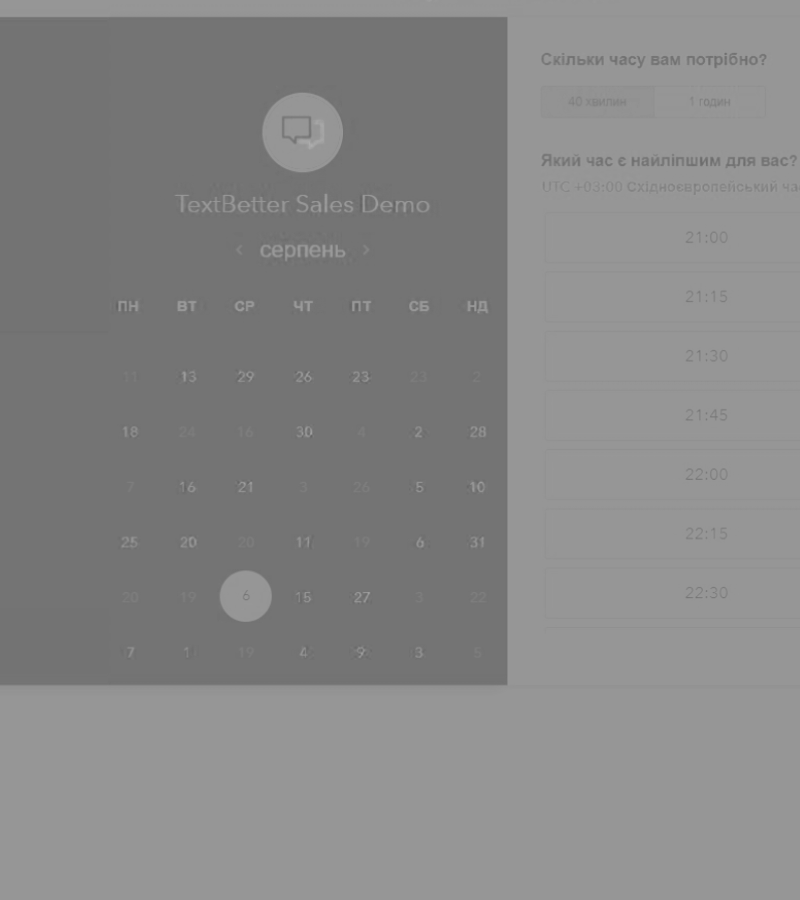 TextBetter Sales Demo
серпень
ПН ВТ СР ЧТ ПТ СБ НД
31 13 29 26 23 23 2
18 24 16 30 4 2 28
7 16 21 3 26 5 10
25 20 20 11 19 6 31
20 19 6 15 27 3 22
7 1 19 4 9 3 5
Скільки часу вам потрібно?
40 хвилин 1 годин
Який час є найліпшим для вас?
UTC +03:00 Східноєвропейський
21:00
21:15
21:30
21:45
22:00
22:15
22:30